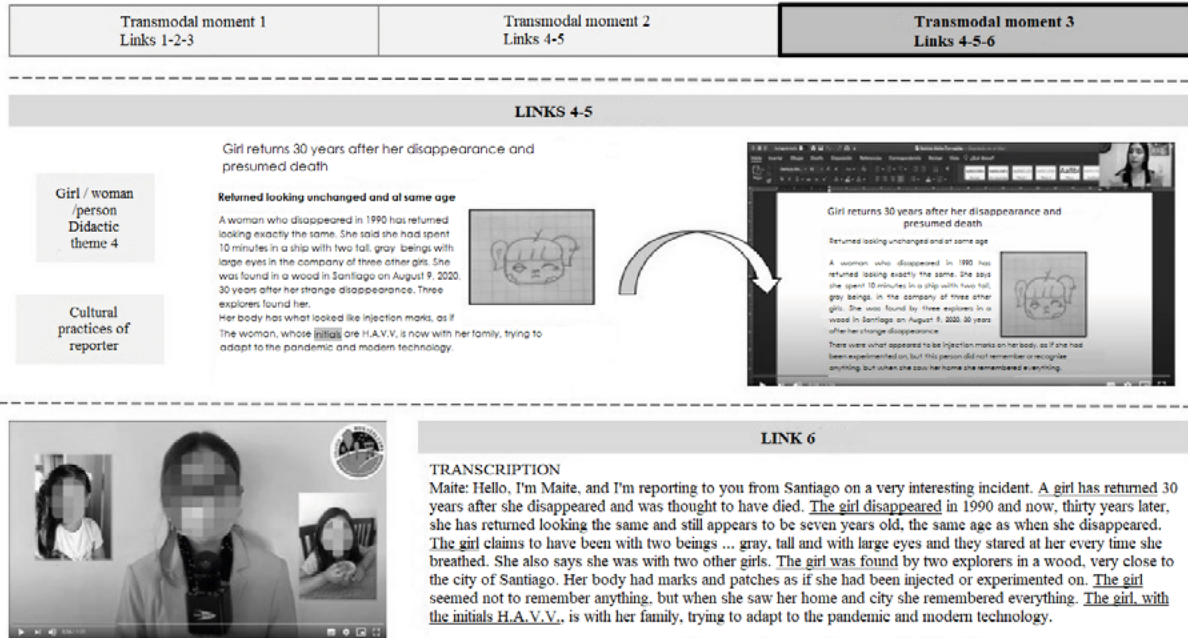 Transmodal moment 1
Links 1-2-3
Transmodal moment 2
Links 4-5
Transmodal moment 3
Links 4-5-6
LINKS 4-5
Girl / woman
/person
Didactic
theme 4
Cultural
practices of
reporter
Girl returns 30 years after her disappearance and
presumed death
Returned looking unchanged and at same age
A woman who disappeared in 1990 has returned
looking exactly the same. She said she had spent
10 minutes in a ship with two tall, gray beings with
large eyes in the company of three other girls. She
was found in a wood in Santiago on August 9, 2020,
30 years after her strange disappearance. Three
explorers found her.
Her body has what looked like injection marks, as if
The woman, whose initials are H.A.V.V, is now with her family, trying to
adapt to the pandemic and modern technology.
Girl returns 30 years after her disappearance and
presumed death
Returned looking unchanged and at same age
A woman who disappeared in 1990 has
returned looking exactly the same. She says
she spent 10 minutes in a ship with two tall,
gray beings, in the company of three other
girls. She was found by three explorers in a
wood in Santiago on August 9, 2020, 30 years
after her strange disappearance
There were what appeared to be injection marks on her body, as if she had
been experimented on, but this person did not remember or recognise
anything, but when she saw her home she remembered everything.
LINK 6
TRANSCRIPTION
Maite: Hello, I'm Maite, and I'm reporting to you from Santiago on a very interesting incident. A girl has returned 30
years after she disappeared and was thought to have died. The girl disappeared in 1990 and now, thirty years later,
she has returned looking the same and still appears to be seven years old, the same age as when she disappeared.
The girl claims to have been with two beings ... gray, tall and with large eyes and they stared at her every time she
breathed. She also says she was with two other girls. The girl was found by two explorers in a wood, very close to
the city of Santiago. Her body had marks and patches as if she had been injected or experimented on. The girl
seemed not to remember anything, but when she saw her home and city she remembered everything. The girl, with
the initials H.A.V.V., is with her family, trying to adapt to the pandemic and modern technology.